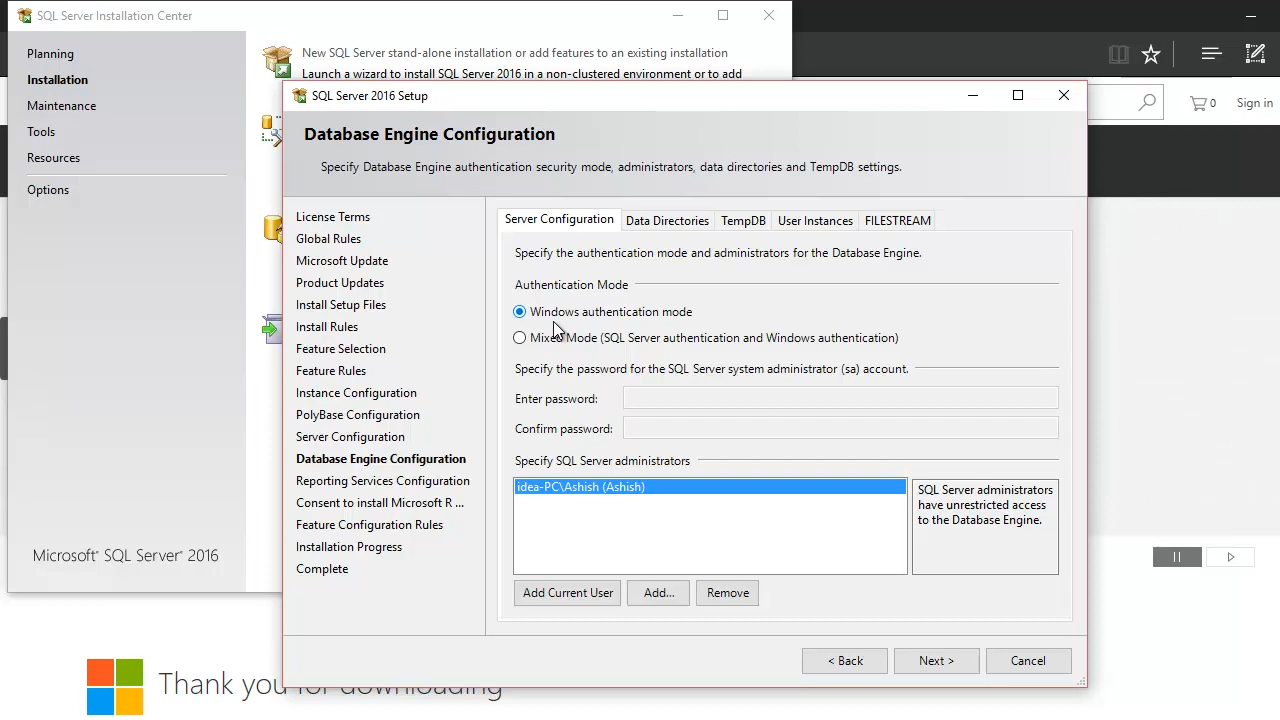 SQL Server Installation Center
Planning
Installation
Maintenance
Tools
Resources
Options
New SQL Server stand-alone installation or add features to an existing installation
Launch a wizard to install SQL Server 2016 in a non-clustered environment or to add
Microsoft® SQL Server® 2016
0
Sign in
SQL Server 2016 Setup
Database Engine Configuration
Specify Database Engine authentication security mode, administrators, data directories and TempDB settings.
License Terms
Global Rules
Microsoft Update
Product Updates
Install Setup Files
Install Rules
Feature Selection
Feature Rules
Instance Configuration
PolyBase Configuration
Server Configuration
Database Engine Configuration
Reporting Services Configuration
Consent to install Microsoft R ...
Feature Configuration Rules
Installation Progress
Complete
Server Configuration Data Directories TempDB User Instances FILESTREAM
Specify the authentication mode and administrators for the Database Engine.
Authentication Mode
Windows authentication mode
Mixed Mode (SQL Server authentication and Windows authentication)
Specify the password for the SQL Server system administrator (sa) account.
Enter password:
Confirm password:
Specify SQL Server administrators
idea-PC\Ashish (Ashish)
SQL Server administrators
have unrestricted access
to the Database Engine.
Add Current User Add... Remove
< Back Next > Cancel
Thank you for downloading